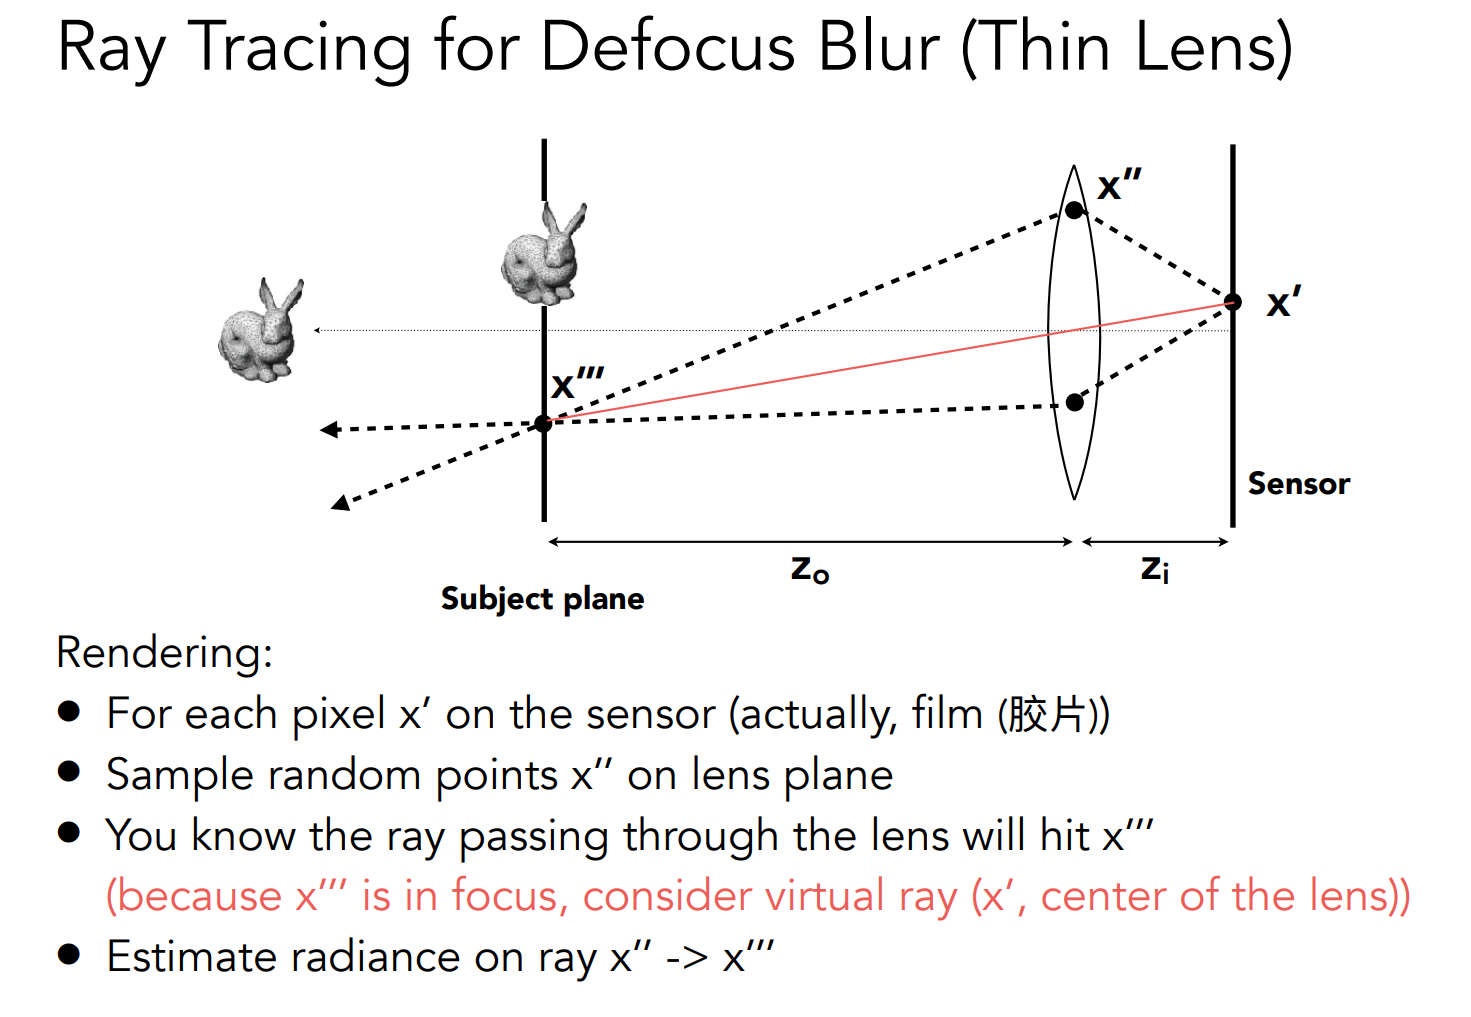 Ray Tracing for Defocus Blur (Thin Lens)
x′′
x′
x′′′
Sensor
zo
zi
Subject plane
Rendering:
● For each pixel x′ on the sensor (actually, film (胶片))
● Sample random points x′′ on lens plane
● You know the ray passing through the lens will hit x′′′
(because x′′′ is in focus, consider virtual ray (x′, center of the lens))
● Estimate radiance on ray x′′ -> x′′′